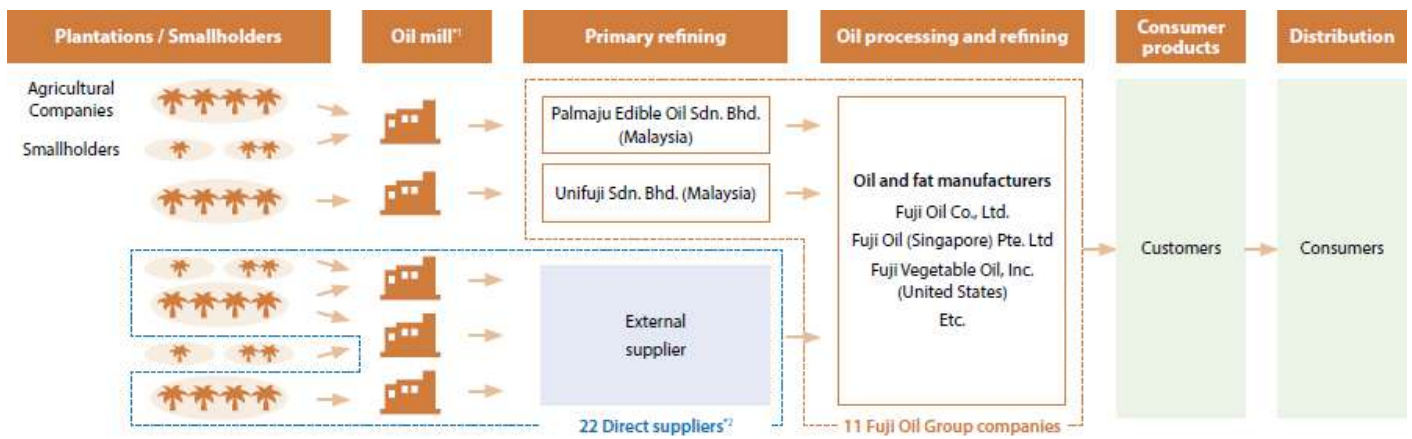 Plantations / Smallholders
Oil mill*1
Primary refining
Oil processing and refining
Consumer
products
Distribution
Agricultural
Companies
Smallholders
Palmaju Edible Oil Sdn. Bhd.
(Malaysia)
Unifuji Sdn. Bhd. (Malaysia)
External
supplier
22 Direct suppliers*2
Oil and fat manufacturers
Fuji Oil Co., Ltd.
Fuji Oil (Singapore) Pte. Ltd
Fuji Vegetable Oil, Inc.
(United States)
Etc.
11 Fuji Oil Group companies
Customers
Consumers